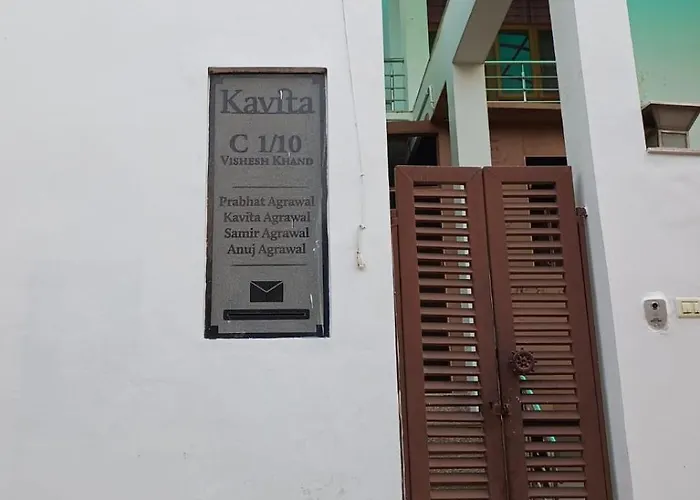 Kavita
C 1/10
VISHESH KHAND
Prabhat Agrawal
Kavita Agrawal
Samir Agrawal
Anuj Agrawal